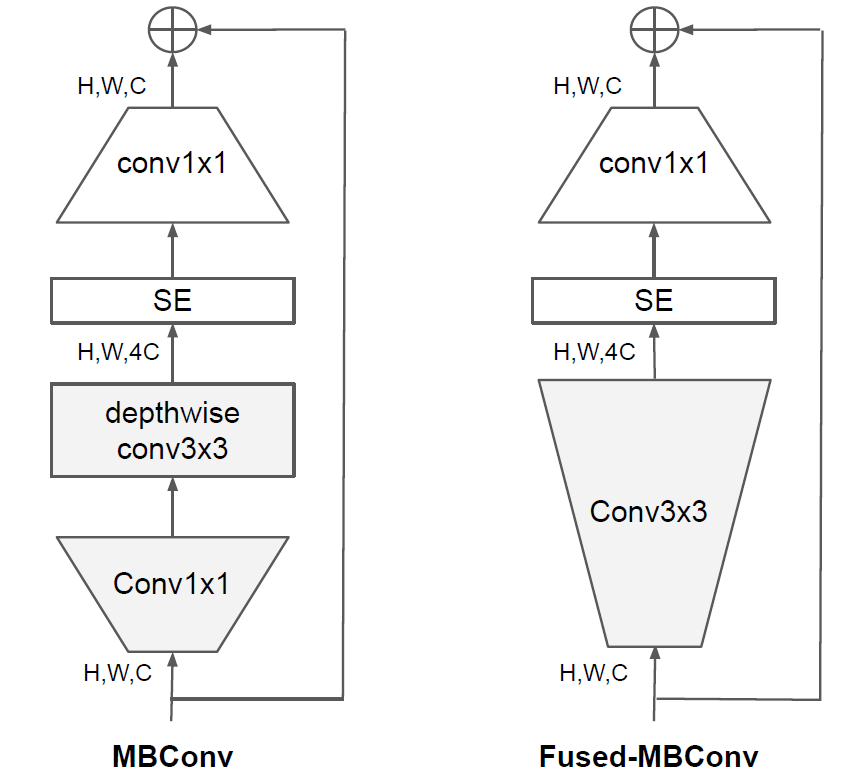 H,W,C
conv1x1
SE
H,W,4C
depthwise
conv3x3
Conv1x1
H,W,C
MBConv
H,W,C
conv1x1
SE
H,W,4C
Conv3x3
H,W,C
Fused-MBConv